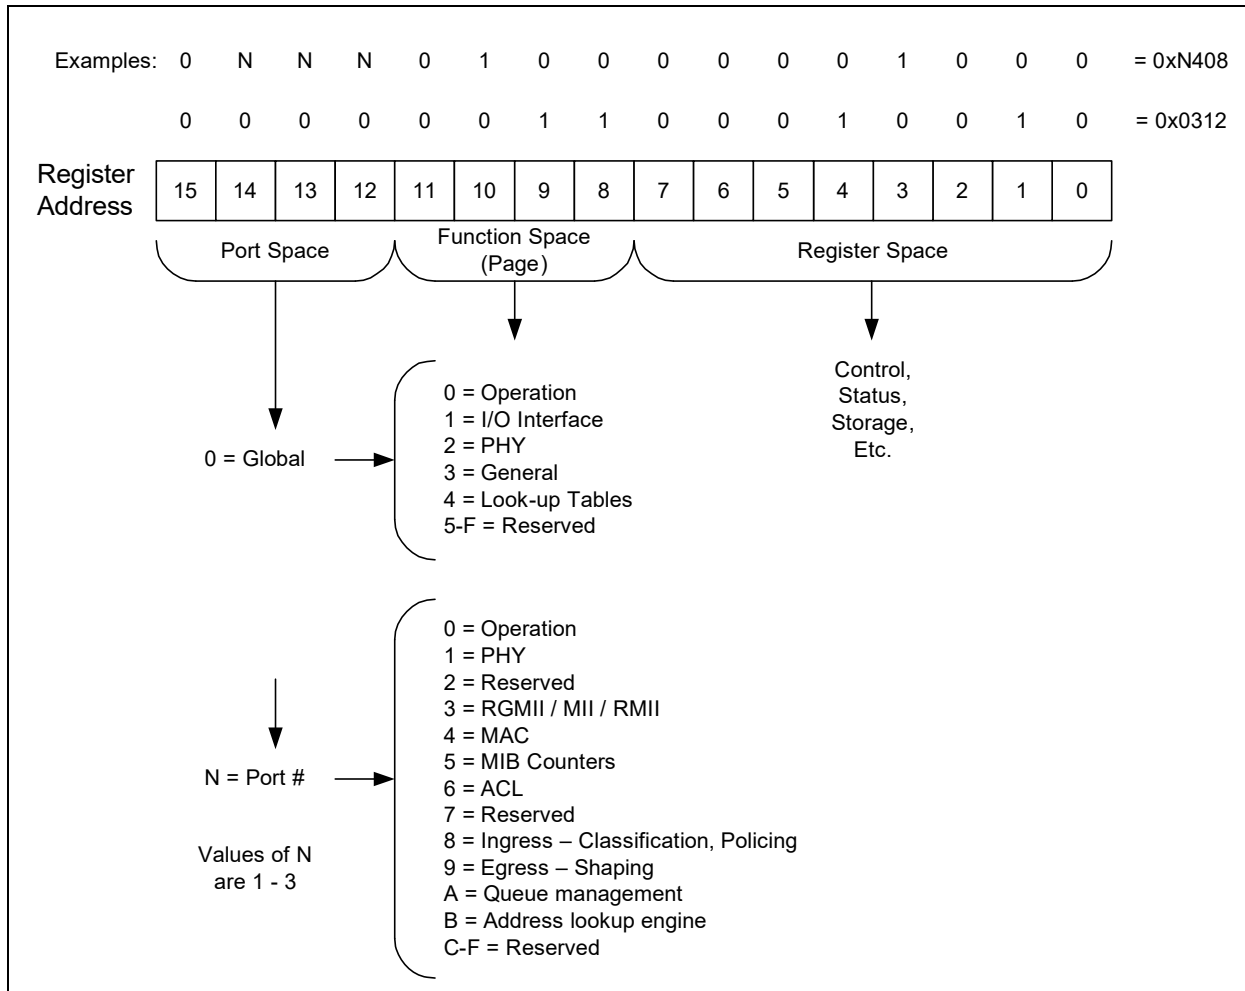 Examples: 0 N N N 0 1 0 0 0 0 0 0 1 0 0 0 = 0xN408
0 0 0 0 0 0 1 1 0 0 0 1 0 0 1 0 = 0x0312
Register Address
15 14 13 12 11 10 9 8 7 6 5 4 3 2 1 0
Port Space
Function Space
(Page)
Register Space
Control,
Status,
Storage,
Etc.
0 = Global
0 = Operation
1 = I/O Interface
2 = PHY
3 = General
4 = Look-up Tables
5-F = Reserved
N = Port #
Values of N
are 1 - 3
0 = Operation
1 = PHY
2 = Reserved
3 = RGMII / MII / RMII
4 = MAC
5 = MIB Counters
6 = ACL
7 = Reserved
8 = Ingress – Classification, Policing
9 = Egress – Shaping
A = Queue management
B = Address lookup engine
C-F = Reserved